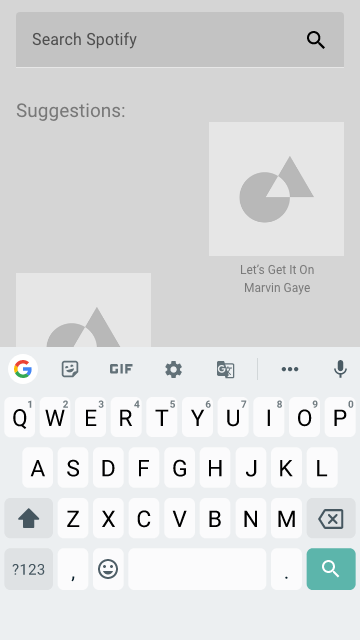 Search Spotify
Suggestions:
Let's Get It On
Marvin Gaye
G GIF
Q1 W2 E3 R4 T5 Y6 U7 I8 O9 P0
A S D F G H J K L
Z X C V B N M
?123 , .